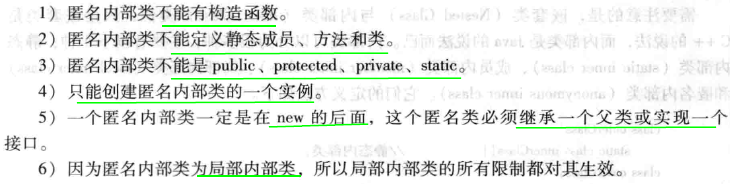 1）匿名内部类不能有构造函数。
2）匿名内部类不能定义静态成员、方法和类。
3）匿名内部类不能是 public、protected、private、static。
4）只能创建匿名内部类的一个实例。
5）一个匿名内部类一定是在 new 的后面，这个匿名类必须继承一个父类或实现一个
接口。
6）因为匿名内部类为局部内部类，所以局部内部类的所有限制都对其生效。